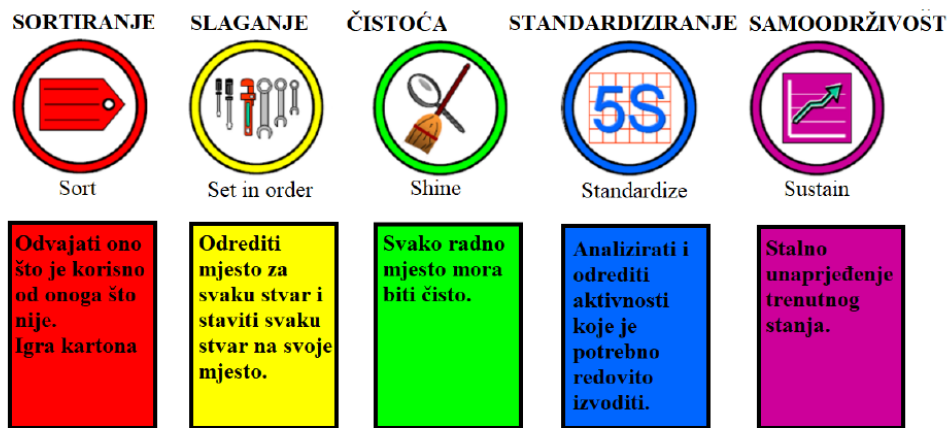 SORTIRANJE
SLAGANJE
ČISTOĆA
STANDARDIZIRANJE
SAMOODRŽIVOST
5S
Sort
Set in order
Shine
Standardize
Sustain
Odvajati ono
što je korisno
od onoga što
nije.
Igra kartona
Odrediti
mjesto za
svaku stvar i
staviti svaku
stvar na svoje
mjesto.
Svako radno
mjesto mora
biti čisto.
Analizirati i
odrediti
aktivnosti
koje je
potrebno
redovito
izvoditi.
Stalno
unaprjeđenje
trenutnog
stanja.